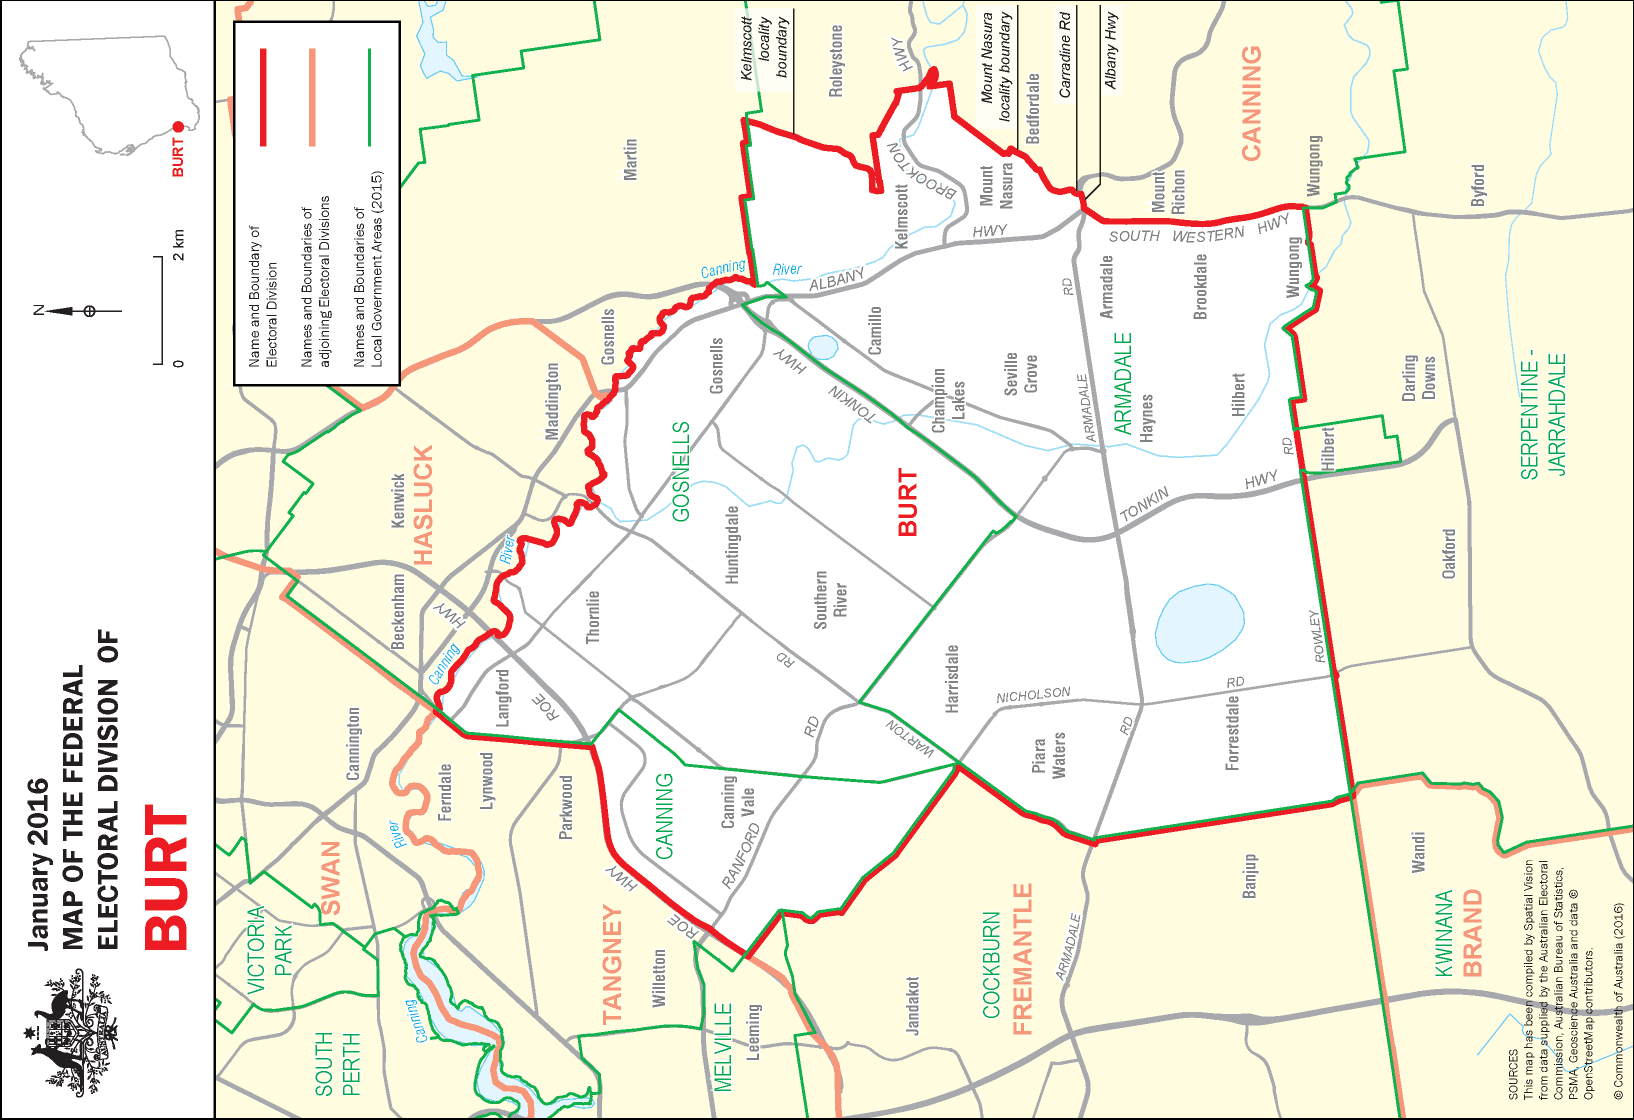 January 2016
MAP OF THE FEDERAL
ELECTORAL DIVISION OF
BURT
N
0
2 km
BURT
Name and Boundary of
Electoral Division
Names and Boundaries of
adjoining Electoral Divisions
Names and Boundaries of
Local Government Areas (2015)
Kelmscott
locality
boundary
Mount Nasura
locality boundary
Carradine Rd
Albany Hwy
Martin
Roleystone
HWY
BROOKTON
Bedfordale
CANNING
Kelmscott
Mount
Nasura
Mount
Richon
Wungong
Byford
Canning
River
ALBANY
HWY
SOUTH WESTERN HWY
Wungong
Gosnells
Gosnells
Maddington
Camillo
HWY
TONKIN
Champion
Lakes
Seville
Grove
RD
ARMADALE
Armadale
Brookdale
ARMADALE
Haynes
Hilbert
RD
Hilbert
Darling
Downs
SERPENTINE -
JARRAHDALE
Kenwick
HASLUCK
GOSNELLS
BURT
TONKIN
HWY
River
Huntingdale
Southern
River
Oakford
Beckenham
HWY
Canning
Thornlie
RD
Harrisdale
ROWLEY
Langford
ROE
NICHOLSON
RD
RD
RD
WARTON
Forrestdale
Piara
Waters
Cannington
Ferndale
Lynwood
Parkwood
CANNING
Canning
Vale
RANFORD
River
HWY
ROE
SWAN
VICTORIA
PARK
TANGNEY
Willetton
SOUTH
PERTH
Canning
MELVILLE
Leeming
Jandakot
COCKBURN
FREMANTLE
ARMADALE
Banjup
Wandi
KWINANA
BRAND
SOURCES
This map has been compiled by Spatial Vision
from data supplied by the Australian Electoral
Commission, Australian Bureau of Statistics,
PSMA, Geoscience Australia and data ©
OpenStreetMap contributors.
© Commonwealth of Australia (2016)